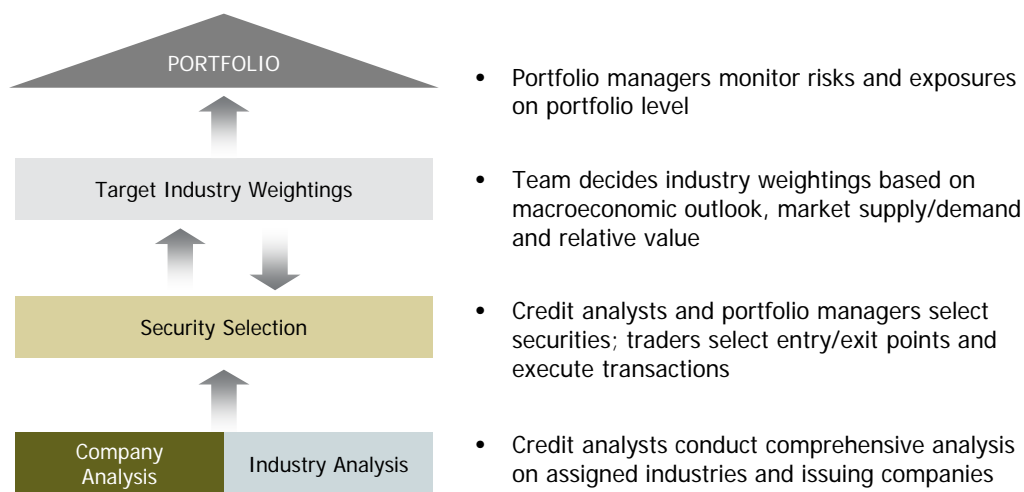 PORTFOLIO
• Portfolio managers monitor risks and exposures
on portfolio level
Target Industry Weightings
• Team decides industry weightings based on
macroeconomic outlook, market supply/demand
and relative value
Security Selection
• Credit analysts and portfolio managers select
securities; traders select entry/exit points and
execute transactions
Company
Analysis
Industry Analysis
• Credit analysts conduct comprehensive analysis
on assigned industries and issuing companies